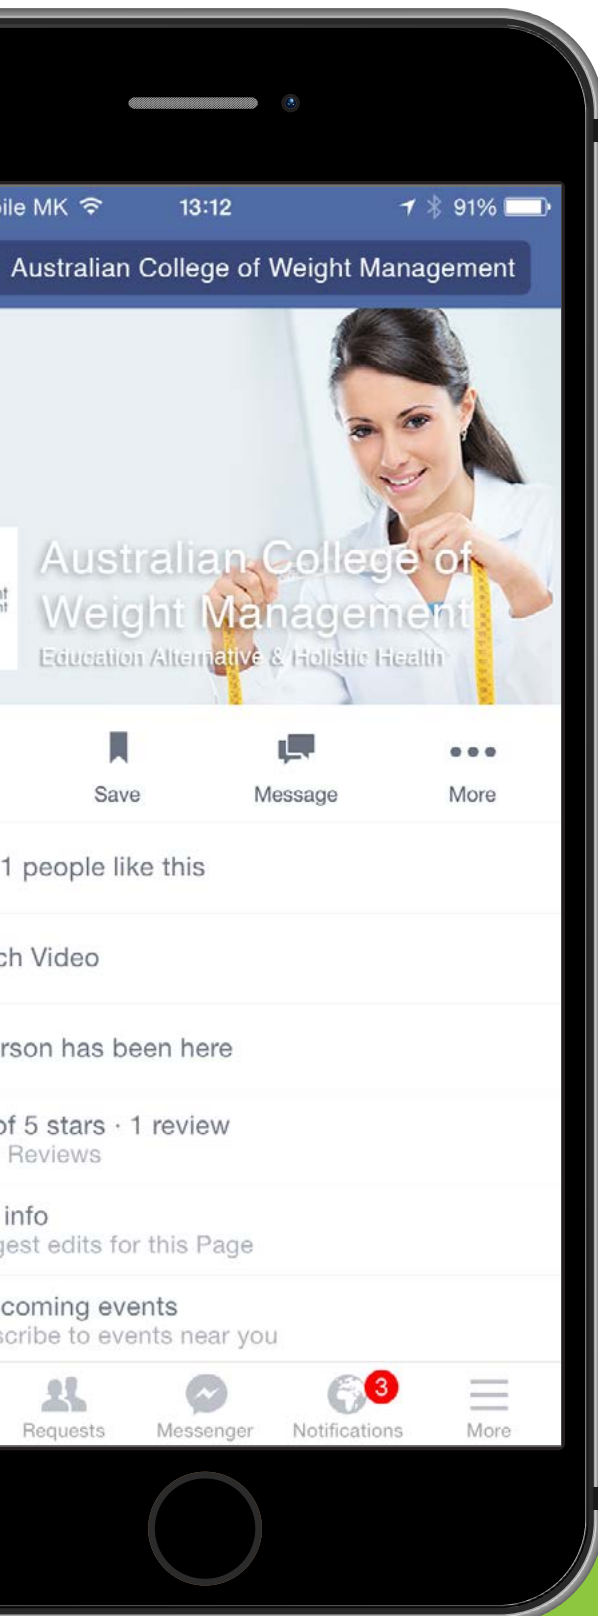 ile MK 13:12 91%
Australian College of Weight Management
Australian College of
Weight Management
Education Alternative & Holistic Health
Save Message More
1 people like this
ch Video
rson has been here
of 5 stars · 1 review
Reviews
info
gest edits for this Page
coming events
scribe to events near you
3
Requests Messenger Notifications More